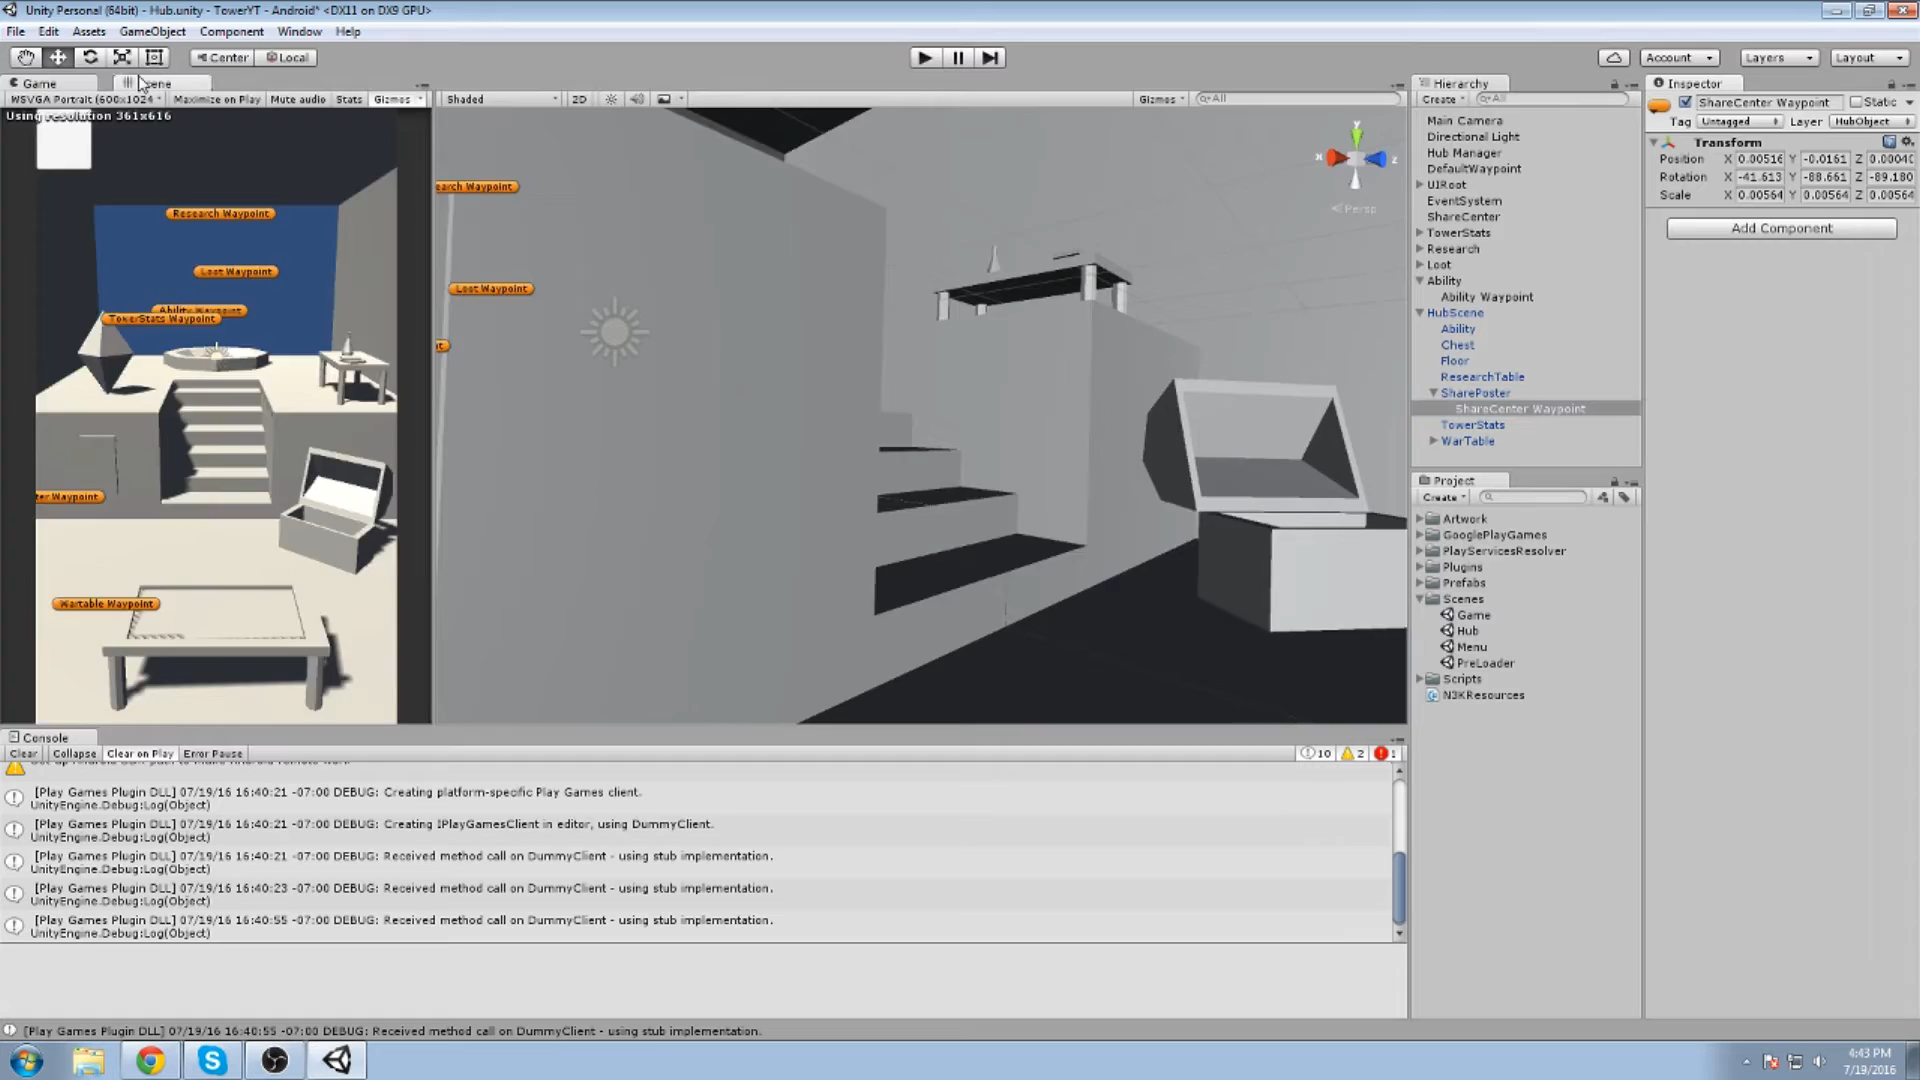 Unity Personal (64bit) - Hub.unity - TowerYT - Android* <DX11 on DX9 GPU>
File Edit Assets GameObject Component Window Help
Center Local Account Layers Layout
Game Scene Hierarchy Inspector
WSVGA Portrait (600x1024 Maximize on Play Mute audio Stats Gizmos Shaded 2D Gizmos All Create All
Using resolution 361x616
Research Waypoint
Loot Waypoint
Ability Waypoint
TowerStats Waypoint
ter Waypoint
Wartable Waypoint
earch Waypoint
Loot Waypoint
y
x
z
Persp
Main Camera
Directional Light
Hub Manager
DefaultWaypoint
UIRoot
EventSystem
ShareCenter
TowerStats
Research
Loot
Ability
Ability Waypoint
HubScene
Ability
Chest
Floor
ResearchTable
SharePoster
ShareCenter Waypoint
TowerStats
WarTable
Project
Create
Artwork
GooglePlayGames
PlayServicesResolver
Plugins
Prefabs
Scenes
Game
Hub
Menu
PreLoader
Scripts
N3KResources
ShareCenter Waypoint Static
Tag Untagged Layer HubObject
Transform
Position X 0.00516 Y -0.0161 Z 0.0004
Rotation X -41.613 Y -88.661 Z -89.180
Scale X 0.00564 Y 0.00564 Z 0.00564
Add Component
Console
Clear Collapse Clear on Play Error Pause 10 2 1
[Play Games Plugin DLL] 07/19/16 16:40:21 -07:00 DEBUG: Creating platform-specific Play Games client.
UnityEngine.Debug:Log(Object)
[Play Games Plugin DLL] 07/19/16 16:40:21 -07:00 DEBUG: Creating IPlayGamesClient in editor, using DummyClient.
UnityEngine.Debug:Log(Object)
[Play Games Plugin DLL] 07/19/16 16:40:21 -07:00 DEBUG: Received method call on DummyClient - using stub implementation.
UnityEngine.Debug:Log(Object)
[Play Games Plugin DLL] 07/19/16 16:40:23 -07:00 DEBUG: Received method call on DummyClient - using stub implementation.
UnityEngine.Debug:Log(Object)
[Play Games Plugin DLL] 07/19/16 16:40:55 -07:00 DEBUG: Received method call on DummyClient - using stub implementation.
UnityEngine.Debug:Log(Object)
[Play Games Plugin DLL] 07/19/16 16:40:55 -07:00 DEBUG: Received method call on DummyClient - using stub implementation.
4:43 PM
7/19/2016